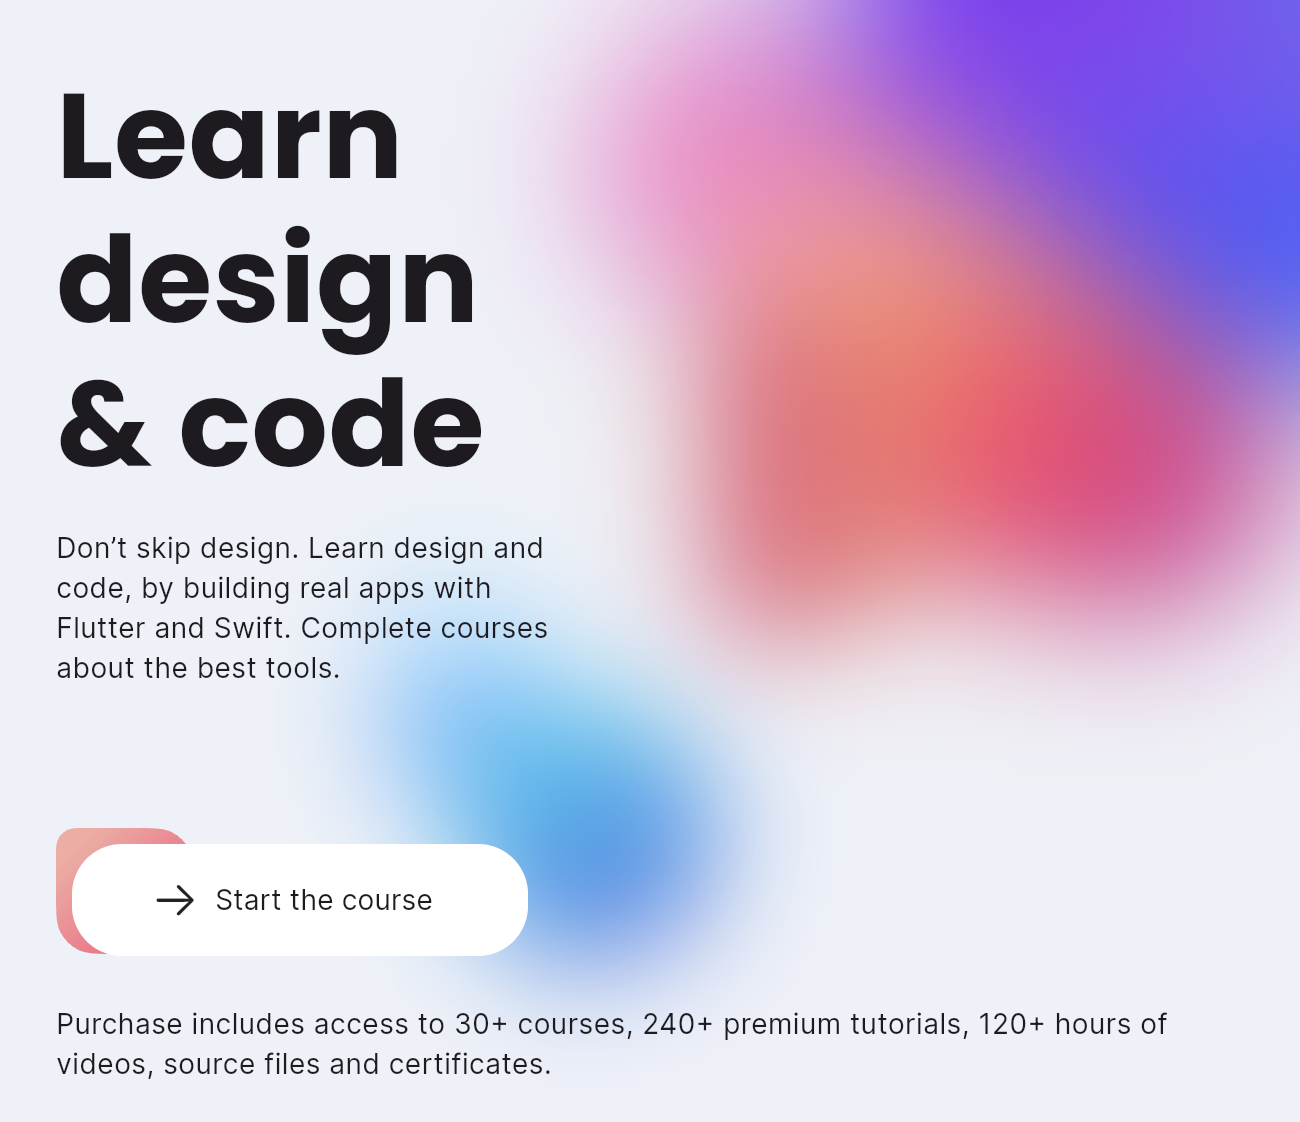 Learn
design
& code
Don’t skip design. Learn design and
code, by building real apps with
Flutter and Swift. Complete courses
about the best tools.
Start the course
Purchase includes access to 30+ courses, 240+ premium tutorials, 120+ hours of
videos, source files and certificates.